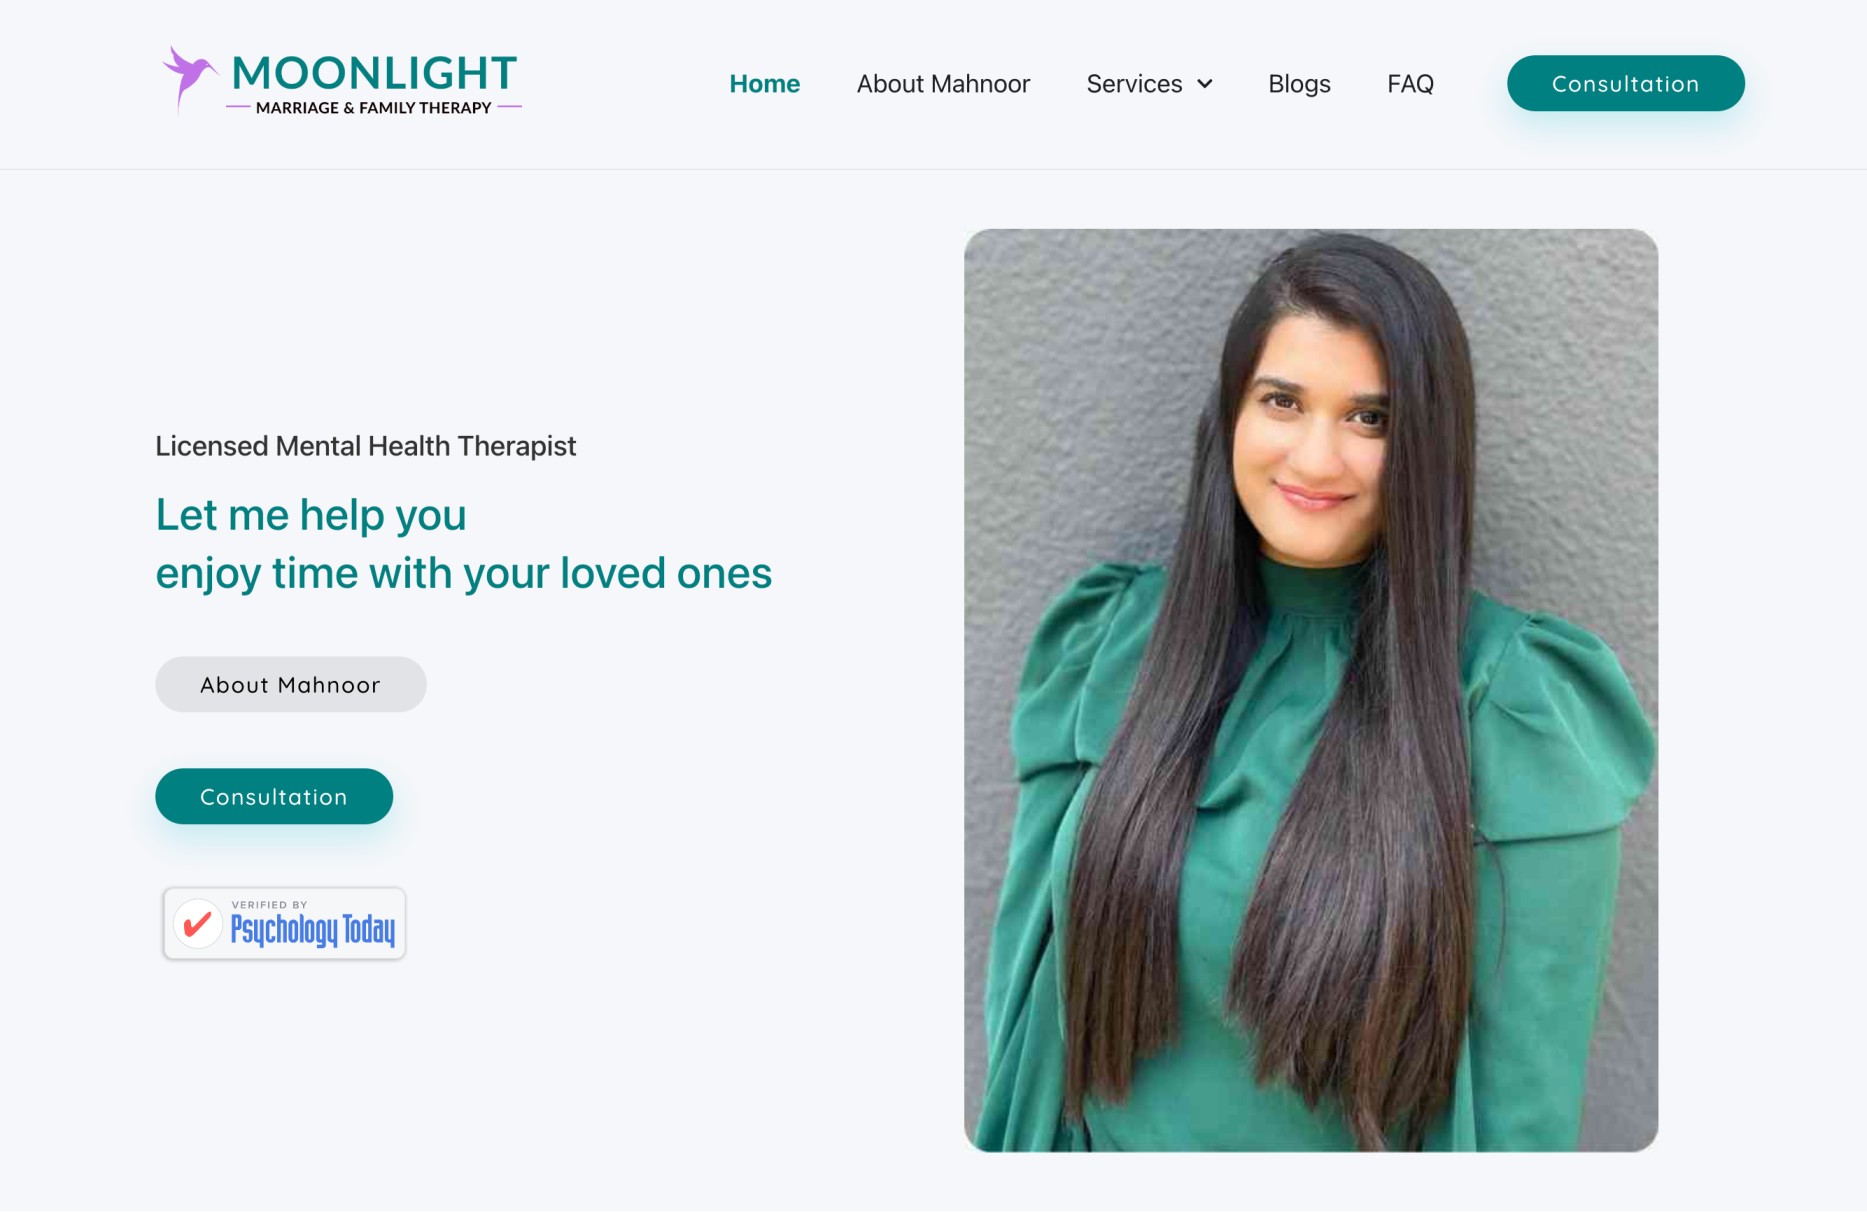 MOONLIGHT
MARRIAGE & FAMILY THERAPY
Home
About Mahnoor
Services
Blogs
FAQ
Consultation
Licensed Mental Health Therapist
Let me help you
enjoy time with your loved ones
About Mahnoor
Consultation
VERIFIED BY
Psychology Today